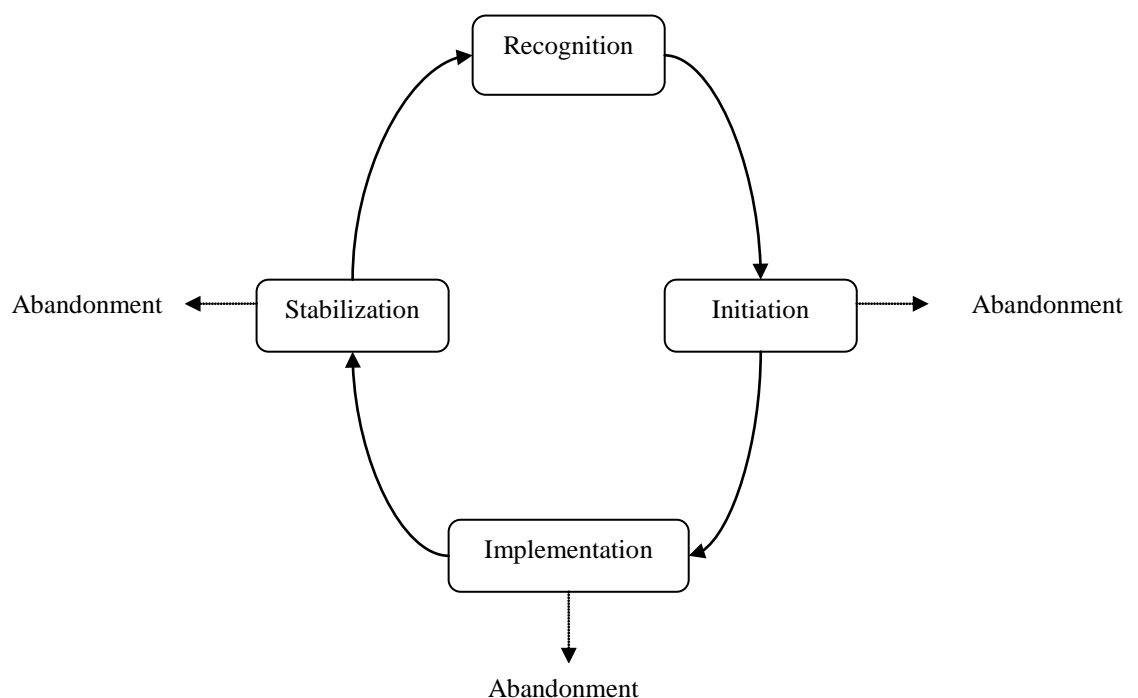 Recognition
Abandonment
Stabilization
Initiation
Abandonment
Implementation
Abandonment